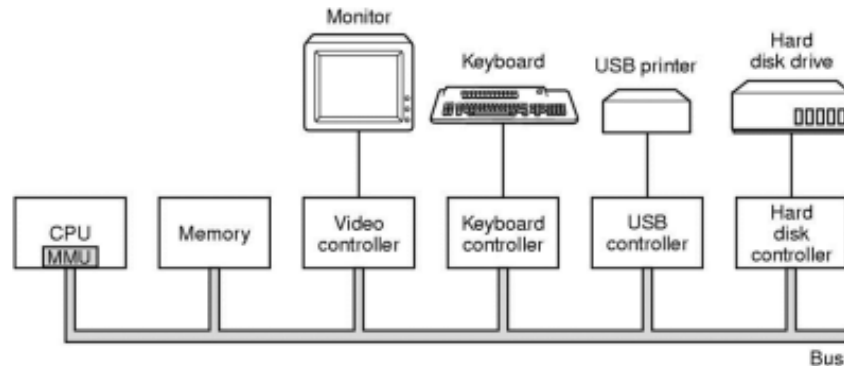 Monitor
Keyboard
USB printer
Hard
disk drive
CPU
MMU
Memory
Video
controller
Keyboard
controller
USB
controller
Hard
disk
controller
Bus